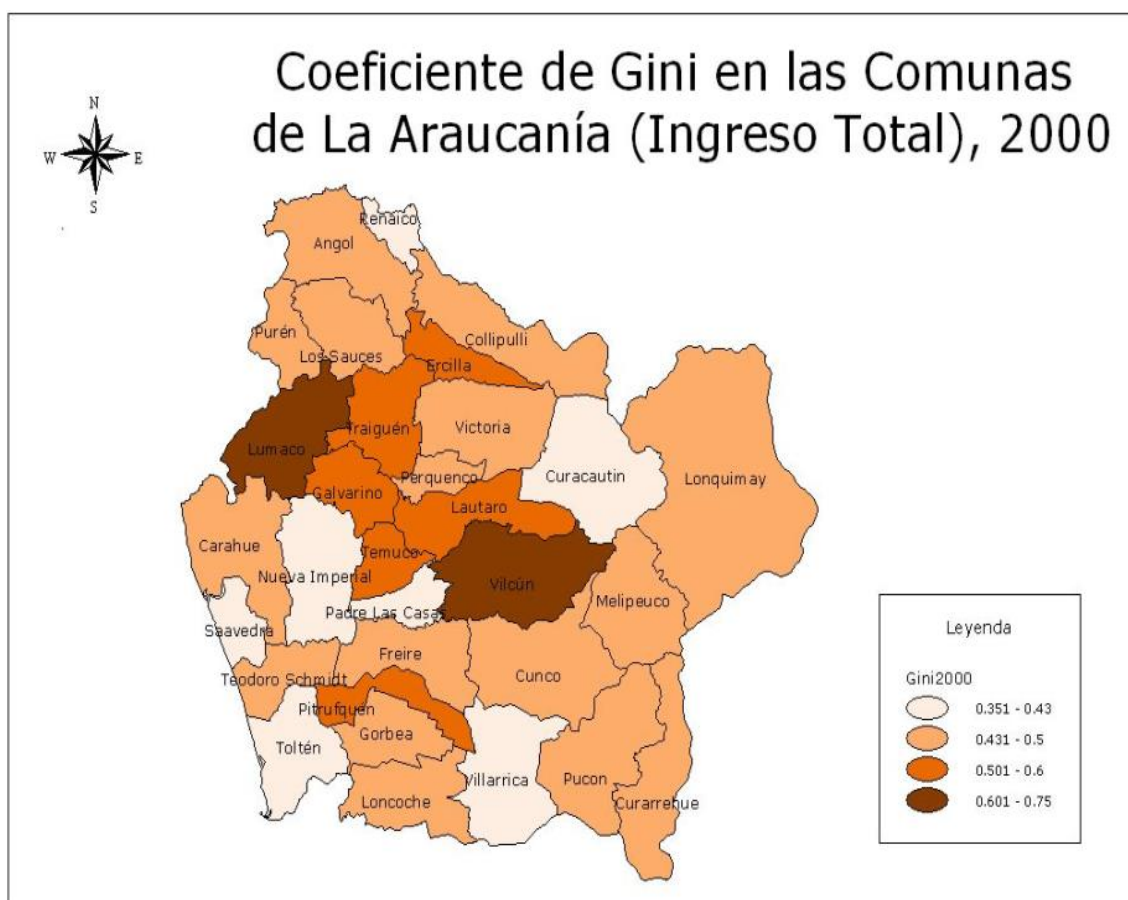 Coeficiente de Gini en las Comunas
de La Araucanía (Ingreso Total), 2000
N
W
E
S
Renaico
Angol
Purén
Los Sauces
Collipulli
Ercilla
Traiguén
Victoria
Lumaco
Perquenco
Curacautin
Lonquimay
Galvarino
Lautaro
Carahue
Temuco
Nueva Imperial
Vilcún
Melipeuco
Padre Las Casas
Saavedra
Freire
Cunco
Teodoro Schmidt
Pitrufquén
Gorbea
Toltén
Villarrica
Pucon
Loncoche
Curarrehue
Leyenda
Gini2000
0.351 - 0.43
0.431 - 0.5
0.501 - 0.6
0.601 - 0.75